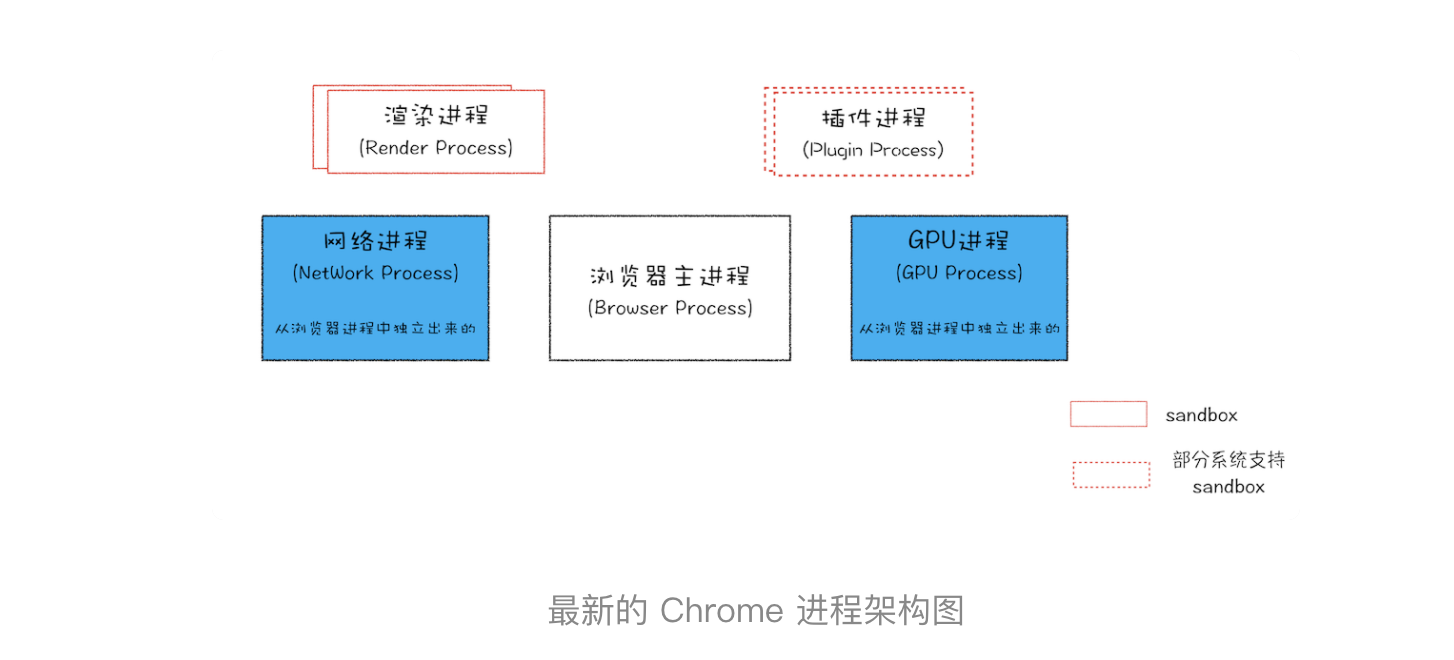 渲染进程
(Render Process)
插件进程
(Plugin Process)
网络进程
(NetWork Process)
从浏览器进程中独立出来的
浏览器主进程
(Browser Process)
GPU进程
(GPU Process)
从浏览器进程中独立出来的
sandbox
部分系统支持
sandbox
最新的 Chrome 进程架构图